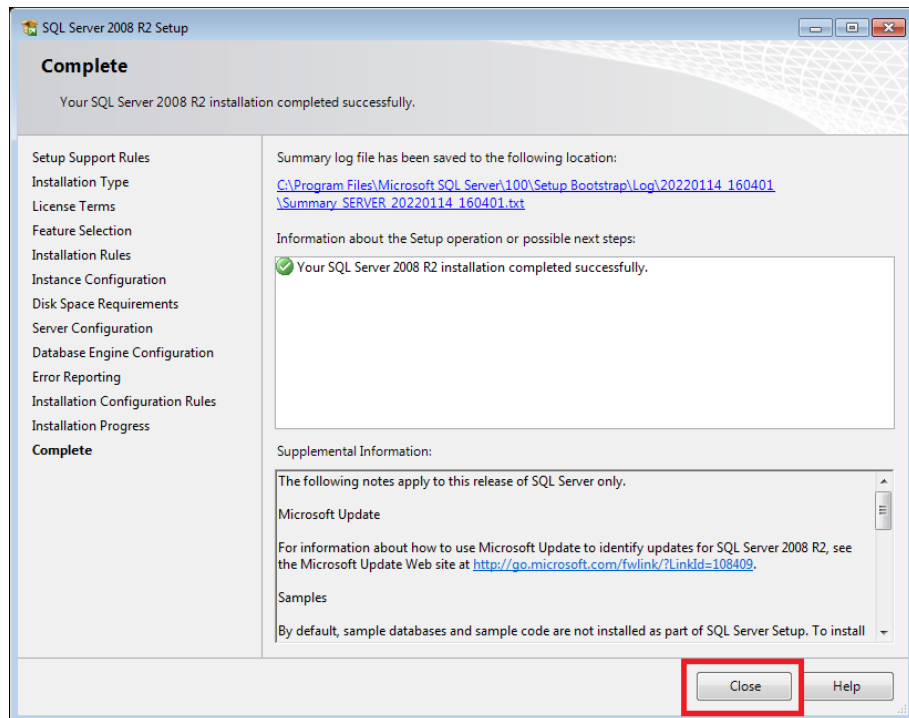 SQL Server 2008 R2 Setup
Complete
Your SQL Server 2008 R2 installation completed successfully.
Setup Support Rules
Installation Type
License Terms
Feature Selection
Installation Rules
Instance Configuration
Disk Space Requirements
Server Configuration
Database Engine Configuration
Error Reporting
Installation Configuration Rules
Installation Progress
Complete
Summary log file has been saved to the following location:
C:\Program Files\Microsoft SQL Server\100\Setup Bootstrap\Log\20220114_160401
\Summary_SERVER_20220114_160401.txt
Information about the Setup operation or possible next steps:
Your SQL Server 2008 R2 installation completed successfully.
Supplemental Information:
The following notes apply to this release of SQL Server only.
Microsoft Update
For information about how to use Microsoft Update to identify updates for SQL Server 2008 R2, see
the Microsoft Update Web site at http://go.microsoft.com/fwlink/?LinkId=108409.
Samples
By default, sample databases and sample code are not installed as part of SQL Server Setup. To install
Close
Help